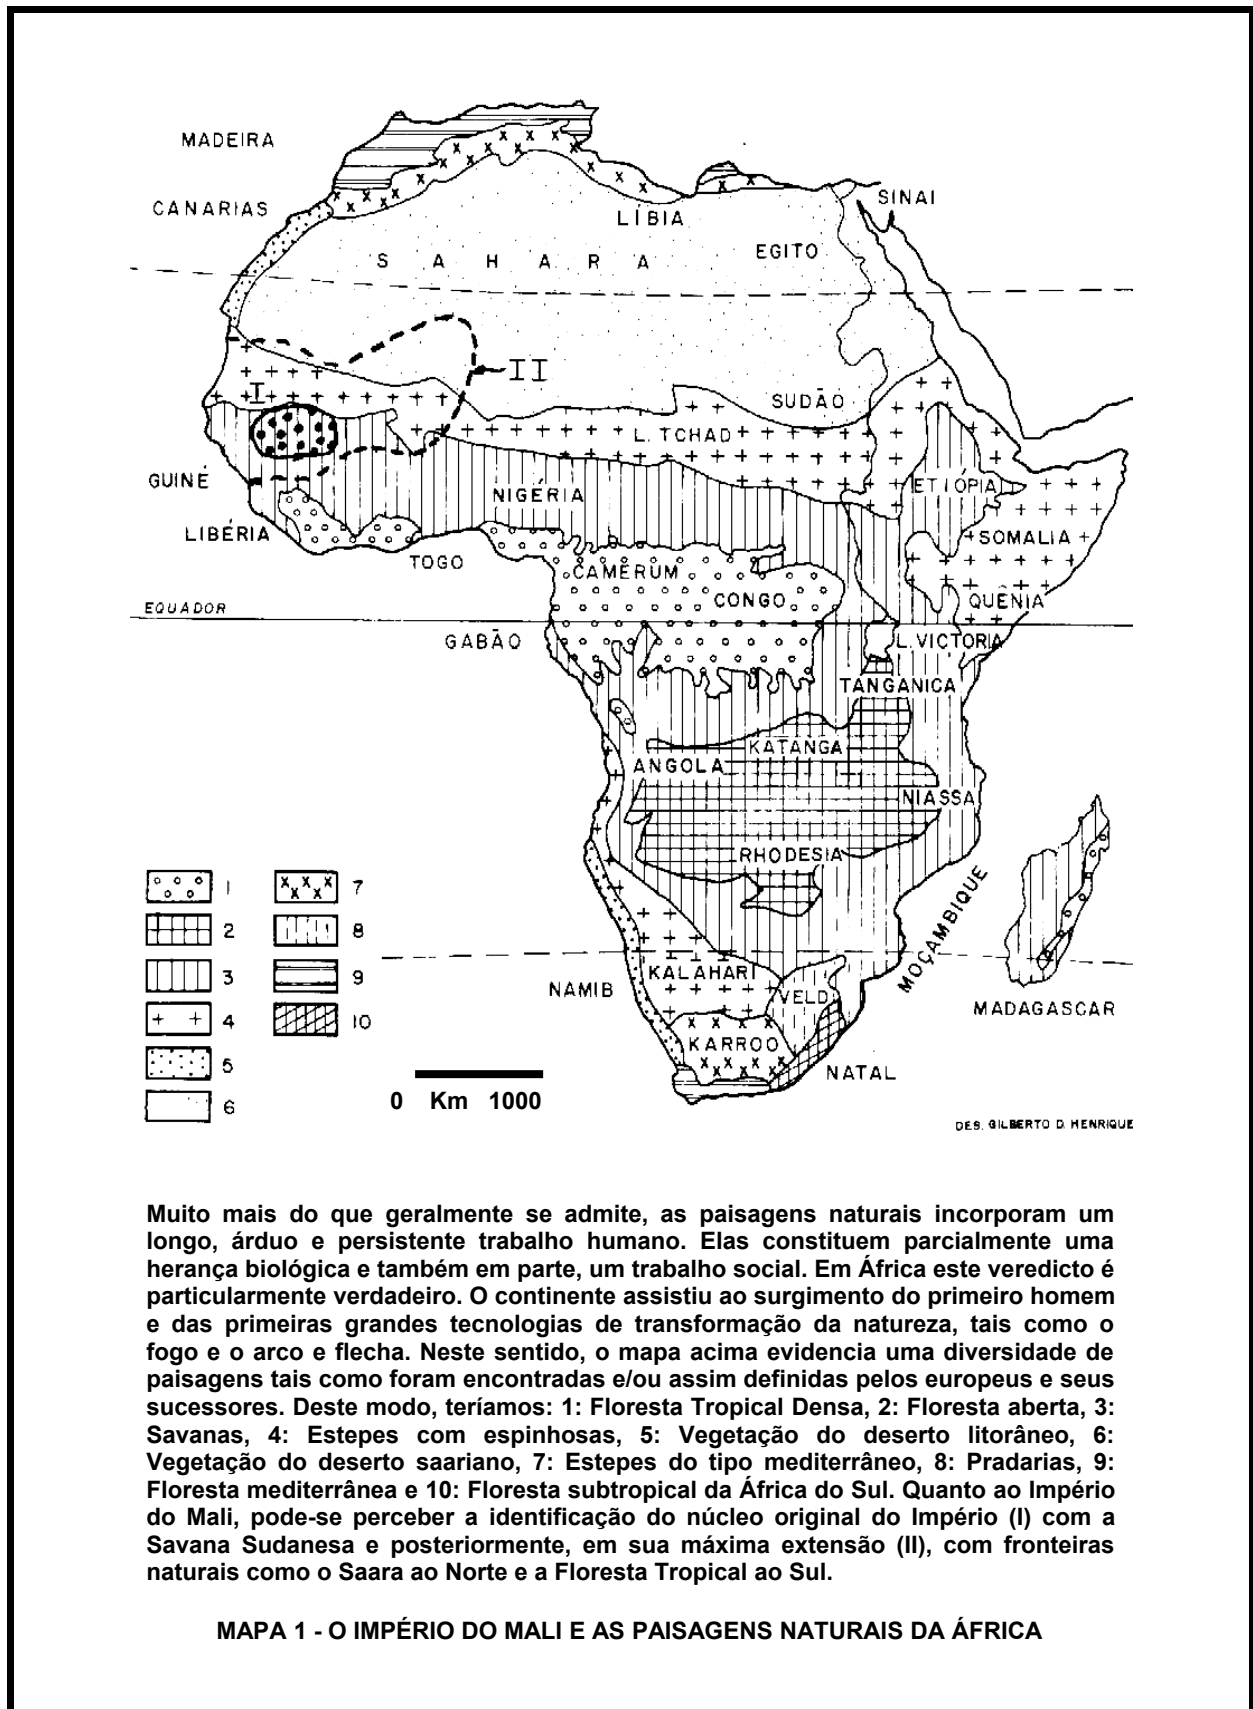 MADEIRA
CANARIAS
SINAI
LÍBIA
EGITO
SAHARA
II
I
SUDÃO
L. TCHAD
GUINÉ
NIGÉRIA
ETIÓPIA
LIBÉRIA
SOMALIA
TOGO
CAMERUM
CONGO
QUÊNIA
EQUADOR
GABÃO
L. VICTORIA
TANGANICA
KATANGA
ANGOLA
NIASSA
RHODESIA
MOÇAMBIQUE
KALAHARI
NAMIB
VELD
MADAGASCAR
KARROO
NATAL
1
2
3
4
5
6
7
8
9
10
0 Km 1000
DES. GILBERTO D. HENRIQUE
Muito mais do que geralmente se admite, as paisagens naturais incorporam um
longo, árduo e persistente trabalho humano. Elas constituem parcialmente uma
herança biológica e também em parte, um trabalho social. Em África este veredicto é
particularmente verdadeiro. O continente assistiu ao surgimento do primeiro homem
e das primeiras grandes tecnologias de transformação da natureza, tais como o
fogo e o arco e flecha. Neste sentido, o mapa acima evidencia uma diversidade de
paisagens tais como foram encontradas e/ou assim definidas pelos europeus e seus
sucessores. Deste modo, teríamos: 1: Floresta Tropical Densa, 2: Floresta aberta, 3:
Savanas, 4: Estepes com espinhosas, 5: Vegetação do deserto litorâneo, 6:
Vegetação do deserto saariano, 7: Estepes do tipo mediterrâneo, 8: Pradarias, 9:
Floresta mediterrânea e 10: Floresta subtropical da África do Sul. Quanto ao Império
do Mali, pode-se perceber a identificação do núcleo original do Império (I) com a
Savana Sudanesa e posteriormente, em sua máxima extensão (II), com fronteiras
naturais como o Saara ao Norte e a Floresta Tropical ao Sul.
MAPA 1 - O IMPÉRIO DO MALI E AS PAISAGENS NATURAIS DA ÁFRICA